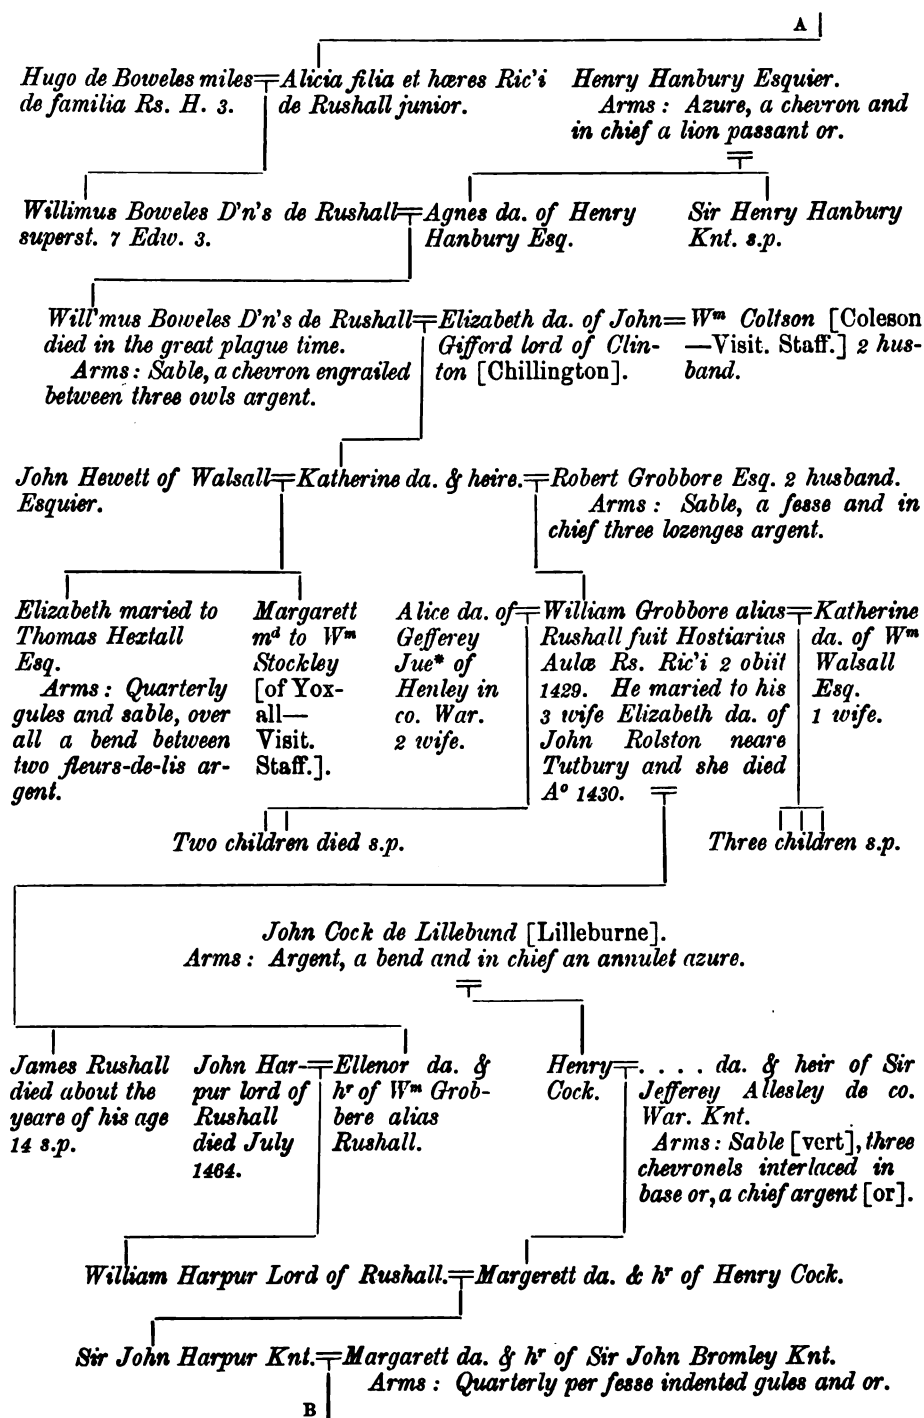 A
Hugo de Boweles miles
de familia Rs. H. 3.
Alicia filia et hæres Ric'i
de Rushall junior.
Henry Hanbury Esquier.
Arms: Azure, a chevron and
in chief a lion passant or.
Willimus Boweles D'n's de Rushall
superst. 7 Edw. 3.
Agnes da. of Henry
Hanbury Esq.
Sir Henry Hanbury
Knt. s.p.
Will'mus Boweles D'n's de Rushall
died in the great plague time.
Arms: Sable, a chevron engrailed
between three owls argent.
Elizabeth da. of John
Gifford lord of Clin-
ton [Chillington].
Wm Coltson [Coleson
—Visit. Staff.] 2 hus-
band.
John Hewett of Walsall
Esquier.
Katherine da. & heire.
Robert Grobbore Esq. 2 husband.
Arms: Sable, a fesse and in
chief three lozenges argent.
Elizabeth maried to
Thomas Hextall
Esq.
Arms: Quarterly
gules and sable, over
all a bend between
two fleurs-de-lis ar-
gent.
Margarett
md to Wm
Stockley
[of Yox-
all—
Visit.
Staff.].
Alice da. of
Gefferey
Jue* of
Henley in
co. War.
2 wife.
William Grobbore alias
Rushall fuit Hostiarius
Aulæ Rs. Ric'i 2 obiit
1429. He maried to his
3 wife Elizabeth da. of
John Rolston neare
Tutbury and she died
Ao 1430.
Katherine
da. of Wm
Walsall
Esq.
1 wife.
Two children died s.p.
Three children s.p.
John Cock de Lillebund [Lilleburne].
Arms: Argent, a bend and in chief an annulet azure.
James Rushall
died about the
yeare of his age
14 s.p.
John Har-
pur lord of
Rushall
died July
1464.
Ellenor da. &
hr of Wm Grob-
bere alias
Rushall.
Henry
Cock.
. . . . da. & heir of Sir
Jefferey Allesley de co.
War. Knt.
Arms: Sable [vert], three
chevronels interlaced in
base or, a chief argent [or].
William Harpur Lord of Rushall.
Margerett da. & hr of Henry Cock.
Sir John Harpur Knt.
Margarett da. & hr of Sir John Bromley Knt.
Arms: Quarterly per fesse indented gules and or.
B